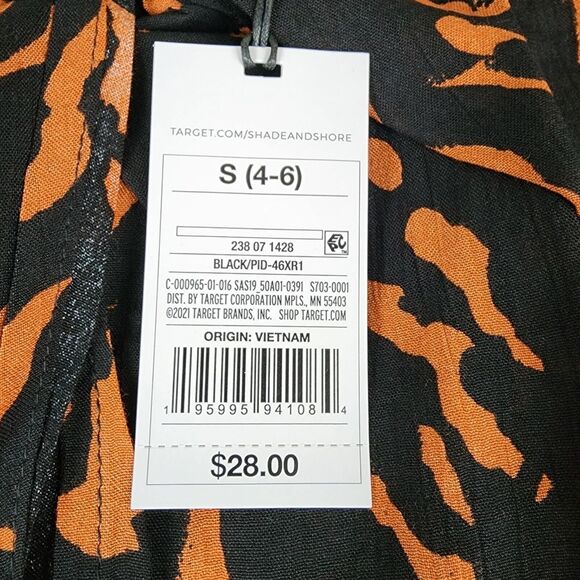 TARGET.COM/SHADEANDSHORE
S (4-6)
238 07 1428
BLACK/PID-46XR1
C-000965-01-016 SAS19_50A01-0391 S703-0001
DIST. BY TARGET CORPORATION MPLS., MN 55403
©2021 TARGET BRANDS, INC. SHOP TARGET.COM
ORIGIN: VIETNAM
1 95995 94108 4
$28.00